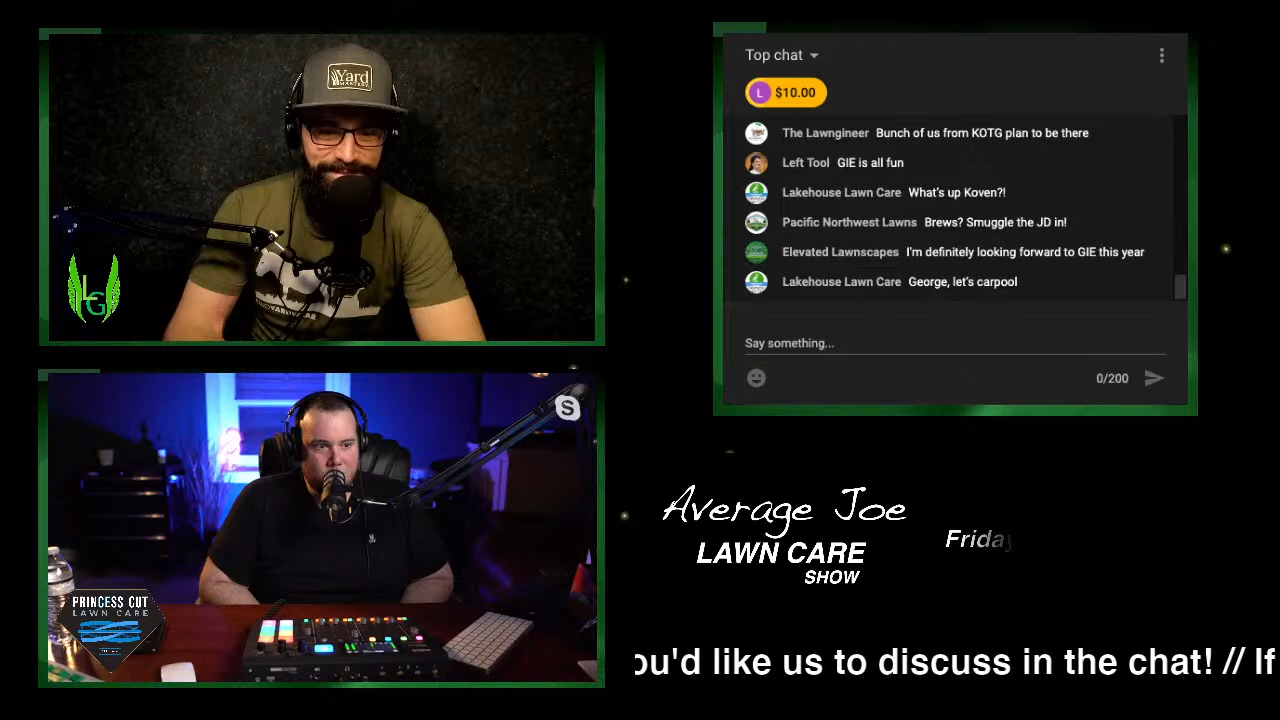 Yard
MASTERY
LG
Top chat
L $10.00
The Lawngineer Bunch of us from KOTG plan to be there
Left Tool GIE is all fun
Lakehouse Lawn Care What's up Koven?!
Pacific Northwest Lawns Brews? Smuggle the JD in!
Elevated Lawnscapes I'm definitely looking forward to GIE this year
Lakehouse Lawn Care George, let's carpool
Say something...
0/200
S
PRINCESS CUT
LAWN CARE
Average Joe
LAWN CARE
SHOW
Friday
ou'd like us to discuss in the chat! // If